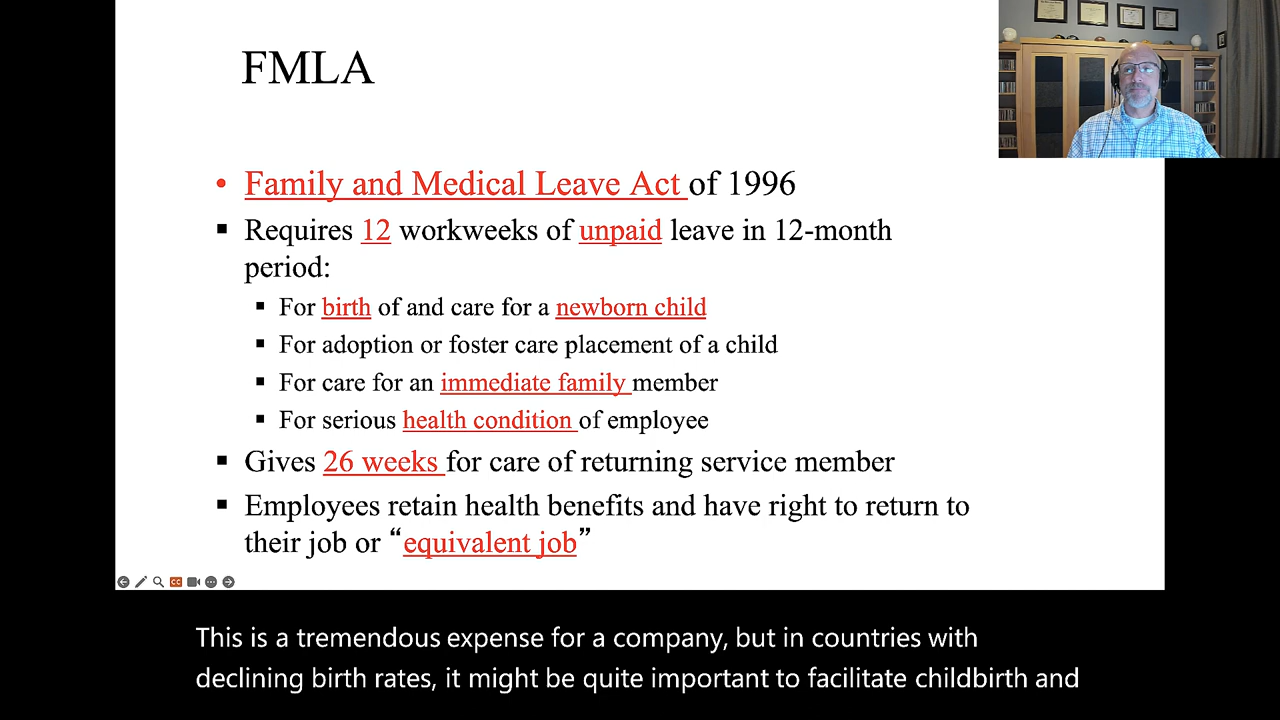 FMLA
• Family and Medical Leave Act of 1996
▪ Requires 12 workweeks of unpaid leave in 12-month
period:
▪ For birth of and care for a newborn child
▪ For adoption or foster care placement of a child
▪ For care for an immediate family member
▪ For serious health condition of employee
▪ Gives 26 weeks for care of returning service member
▪ Employees retain health benefits and have right to return to
their job or “equivalent job”
CC
This is a tremendous expense for a company, but in countries with
declining birth rates, it might be quite important to facilitate childbirth and